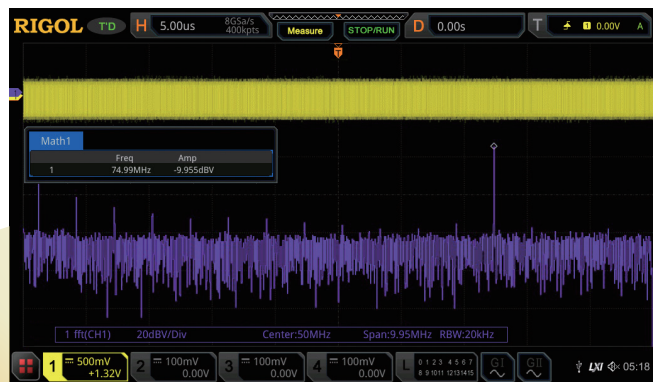 RIGOL T'D H 5.00us 8GSa/s 400kpts Measure STOP/RUN D 0.00s T 1 0.00V A
T
Math1
Freq Amp
1 74.99MHz -9.955dBV
1 fft(CH1) 20dBV/Div Center:50MHz Span:9.95MHz RBW:20kHz
1 500mV +1.32V 2 100mV 0.00V 3 100mV 0.00V 4 100mV 0.00V L 0 1 2 3 4 5 6 7 8 9 10 11 12 13 14 15 GI GII LXI 05:18